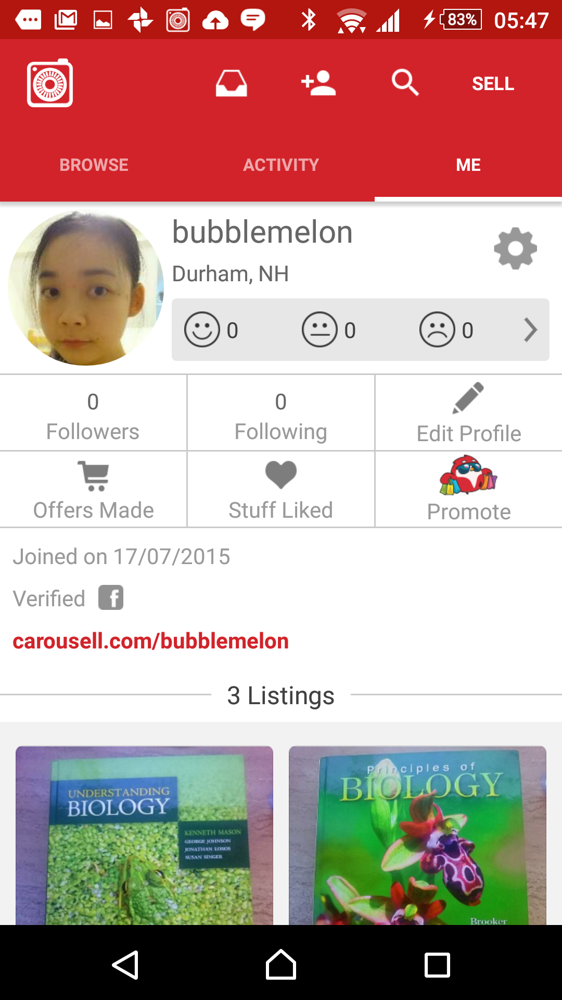 83% 05:47
SELL
BROWSE ACTIVITY ME
bubblemelon
Durham, NH
0 0 0
0 0
Followers Following Edit Profile
Offers Made Stuff Liked Promote
Joined on 17/07/2015
Verified f
carousell.com/bubblemelon
3 Listings
UNDERSTANDING
BIOLOGY
KENNETH MASON
GEORGE JOHNSON
JONATHAN LOSOS
SUSAN SINGER
Principles of
BIOLOGY
Brooker